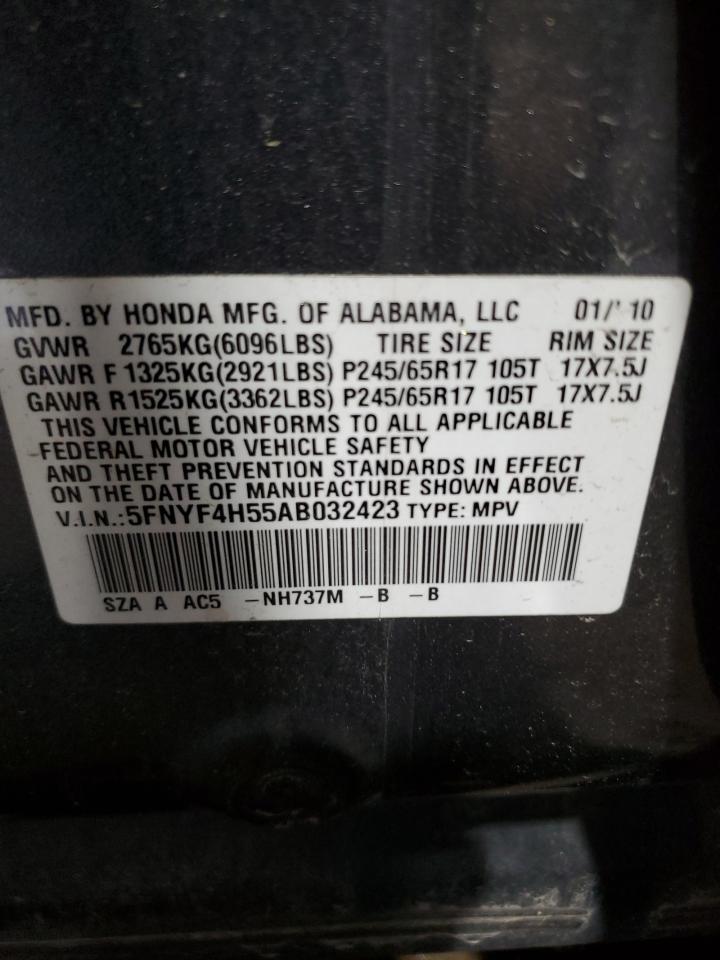 MFD. BY HONDA MFG. OF ALABAMA, LLC 01/10
GVWR 2765KG(6096LBS) TIRE SIZE RIM SIZE
GAWR F 1325KG(2921LBS) P245/65R17 105T 17X7.5J
GAWR R1525KG(3362LBS) P245/65R17 105T 17X7.5J
THIS VEHICLE CONFORMS TO ALL APPLICABLE
FEDERAL MOTOR VEHICLE SAFETY
AND THEFT PREVENTION STANDARDS IN EFFECT
ON THE DATE OF MANUFACTURE SHOWN ABOVE.
V.I.N.:5FNYF4H55AB032423 TYPE: MPV
SZA A AC5 -NH737M -B -B